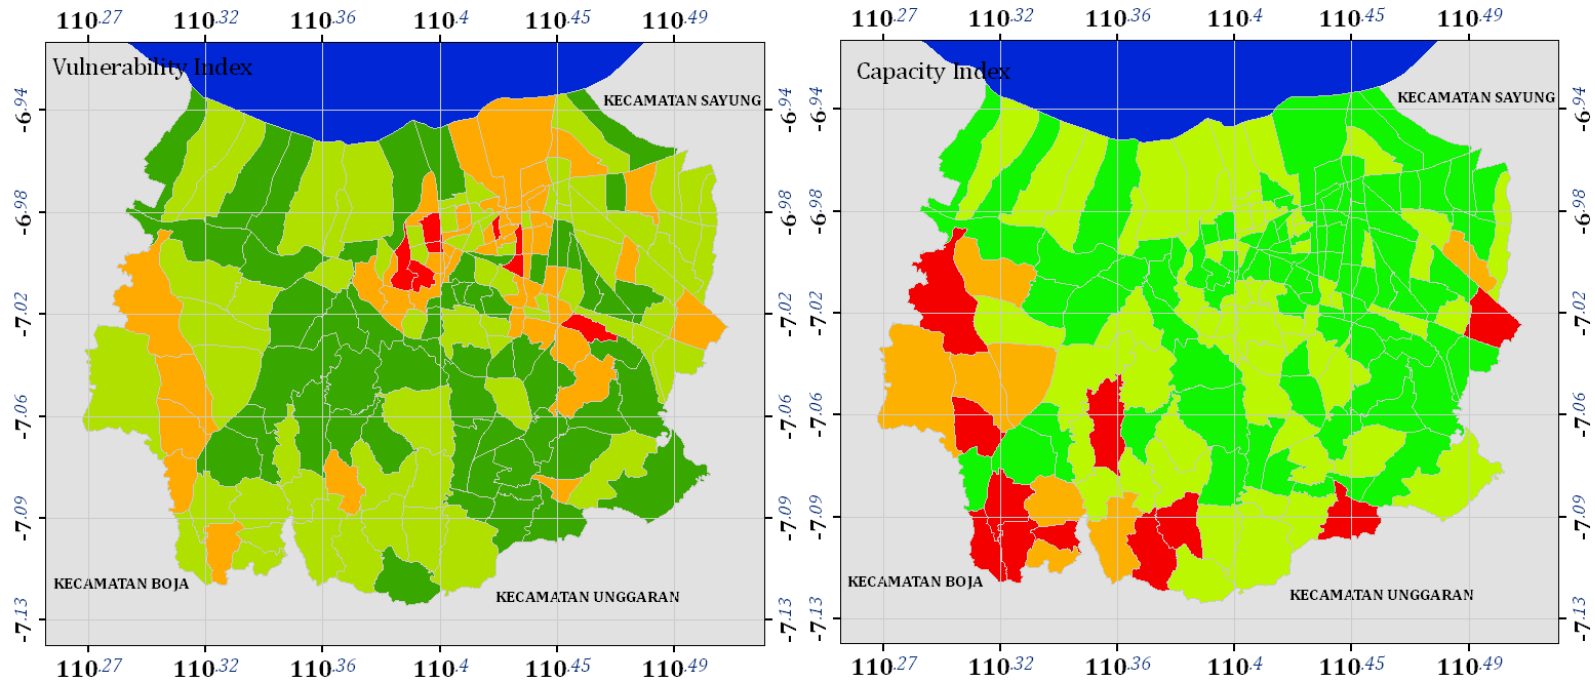 110.27 110.32 110.36 110.4 110.45 110.49
110.27 110.32 110.36 110.4 110.45 110.49
Vulnerability Index
Capacity Index
KECAMATAN SAYUNG
KECAMATAN SAYUNG
-6.94 -6.94 -6.94 -6.94
-6.98 -6.98 -6.98 -6.98
-7.02 -7.02 -7.02 -7.02
-7.06 -7.06 -7.06 -7.06
-7.09 -7.09 -7.09 -7.09
KECAMATAN BOJA
KECAMATAN UNGGARAN
KECAMATAN BOJA
KECAMATAN UNGGARAN
-7.13 -7.13 -7.13 -7.13
110.27 110.32 110.36 110.4 110.45 110.49
110.27 110.32 110.36 110.4 110.45 110.49